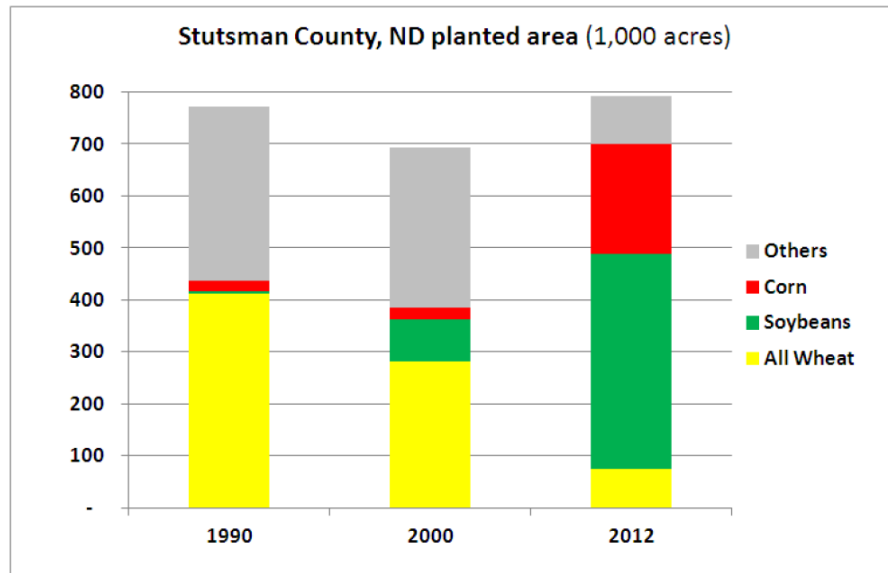 Stutsman County, ND planted area (1,000 acres)
800
700
600
500
400
300
200
100
-
1990 2000 2012
Others
Corn
Soybeans
All Wheat